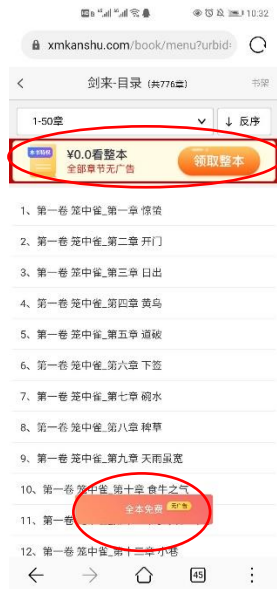 10:32
xmkanshu.com/book/menu?urbid=
剑来-目录 (共776章)
书架
1-50章
↓ 反序
¥0.0看整本
全部章节无广告
领取整本
1、第一卷 笼中雀_第一章 惊蛰
2、第一卷 笼中雀_第二章 开门
3、第一卷 笼中雀_第三章 日出
4、第一卷 笼中雀_第四章 黄鸟
5、第一卷 笼中雀_第五章 道破
6、第一卷 笼中雀_第六章 下签
7、第一卷 笼中雀_第七章 碗水
8、第一卷 笼中雀_第八章 稗草
9、第一卷 笼中雀_第九章 天雨虽宽
10、第一卷 笼中雀_第十章 食牛之气
全本免费
无广告
11、第一卷
12、第一卷 笼中雀_第十二章 小巷
45